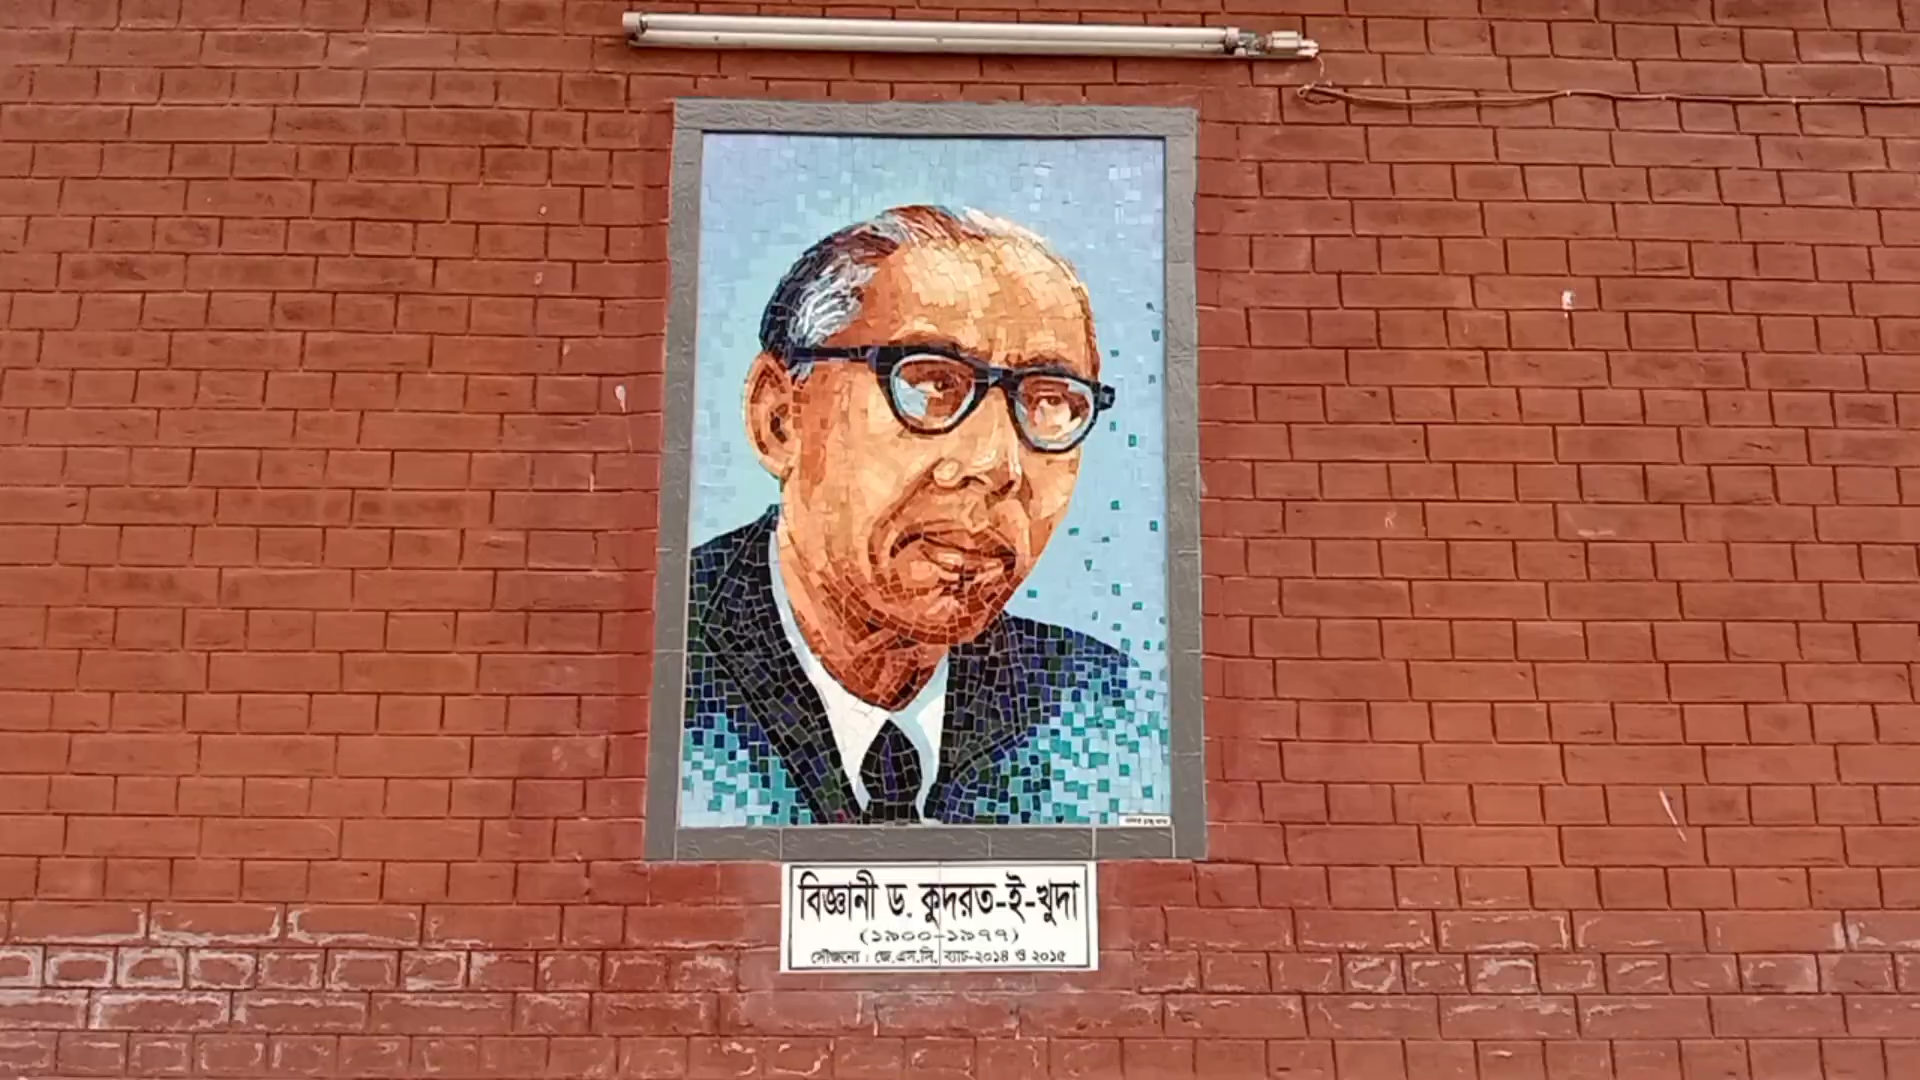 বিজ্ঞানী ড. কুদরত-ই-খুদা
(১৯০০-১৯৭৭)
সৌজন্যে : জে.এস.সি. ব্যাচ-২০১৪ ও ২০১৫